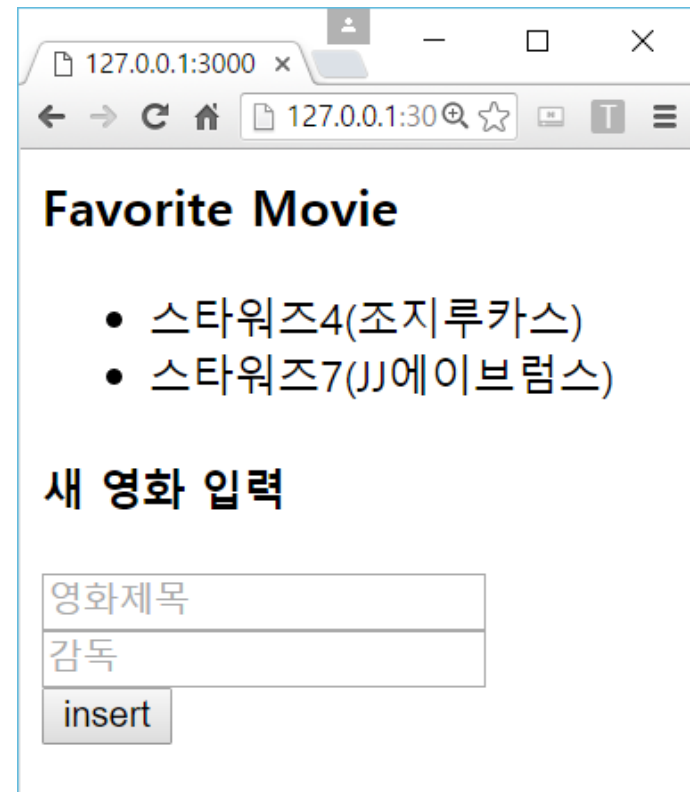 127.0.0.1:3000
127.0.0.1:30
T
Favorite Movie
스타워즈4(조지루카스)
스타워즈7(JJ에이브럼스)
새 영화 입력
영화제목
감독
insert